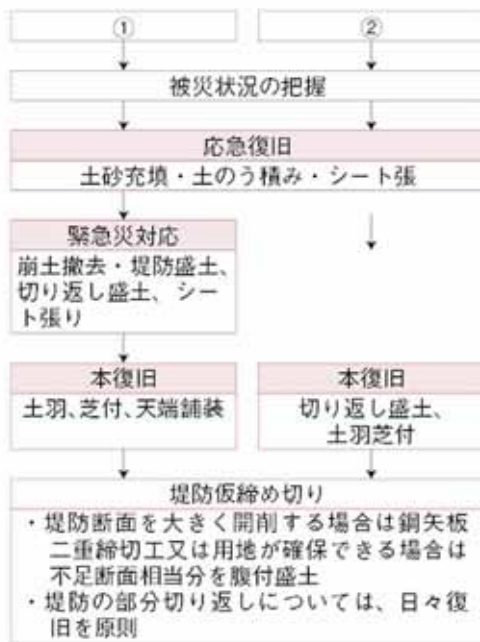 ① ②
被災状況の把握
応急復旧
土砂充填・土のう積み・シート張
緊急災対応
崩土撤去・堤防盛土、
切り返し盛土、シー
ト張り
本復旧
土羽、芝付、天端舗装
本復旧
切り返し盛土、
土羽芝付
堤防仮締め切り
・堤防断面を大きく開削する場合は鋼矢板
二重締切工又は用地が確保できる場合は
不足断面相当分を腹付盛土
・堤防の部分切り返しについては、日々復
旧を原則